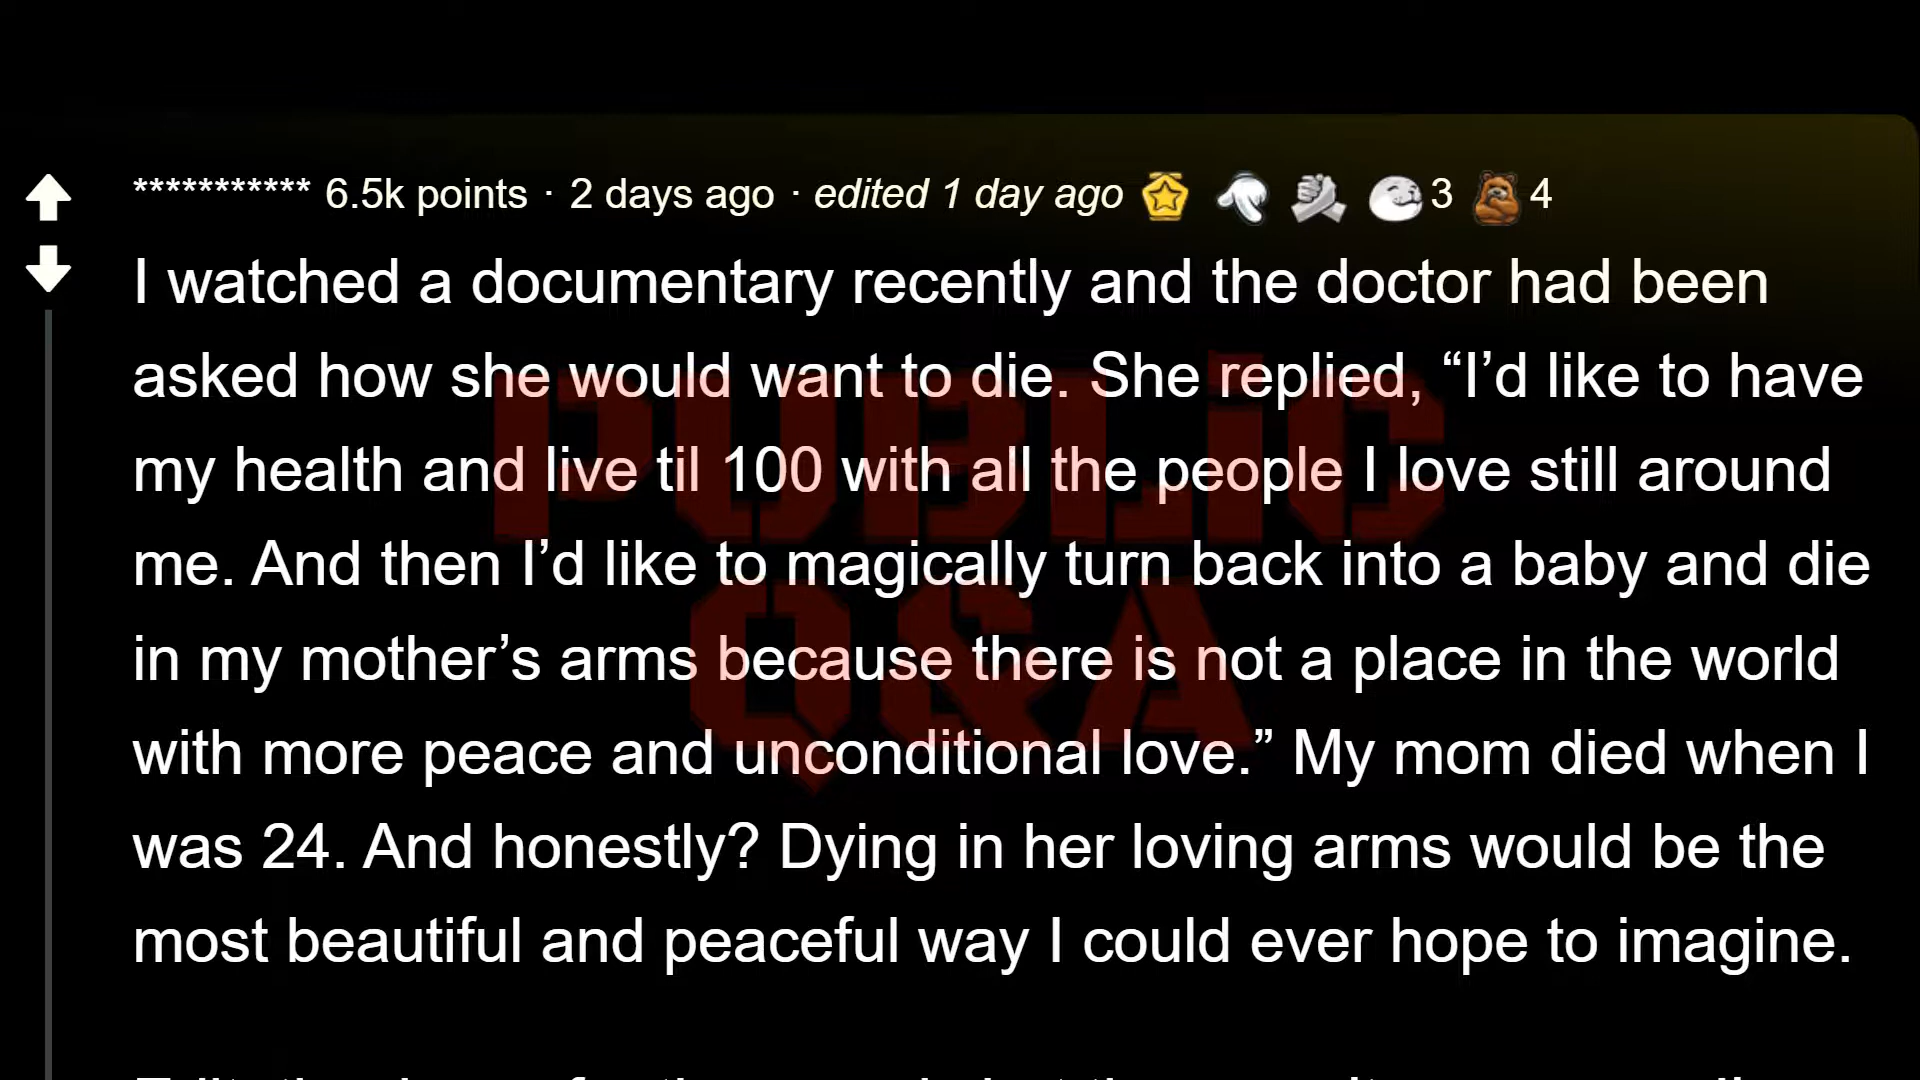 *********** 6.5k points · 2 days ago · edited 1 day ago 3 4
I watched a documentary recently and the doctor had been
asked how she would want to die. She replied, “I’d like to have
my health and live til 100 with all the people I love still around
me. And then I’d like to magically turn back into a baby and die
in my mother’s arms because there is not a place in the world
with more peace and unconditional love.” My mom died when I
was 24. And honestly? Dying in her loving arms would be the
most beautiful and peaceful way I could ever hope to imagine.
PUBLiC
Q&A